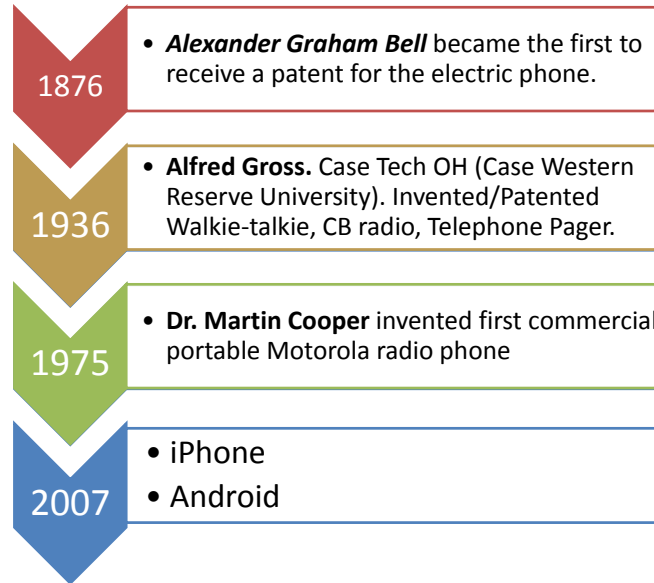 1876
• Alexander Graham Bell became the first to
receive a patent for the electric phone.
1936
• Alfred Gross. Case Tech OH (Case Western
Reserve University). Invented/Patented
Walkie-talkie, CB radio, Telephone Pager.
1975
• Dr. Martin Cooper invented first commercial
portable Motorola radio phone
2007
• iPhone
• Android